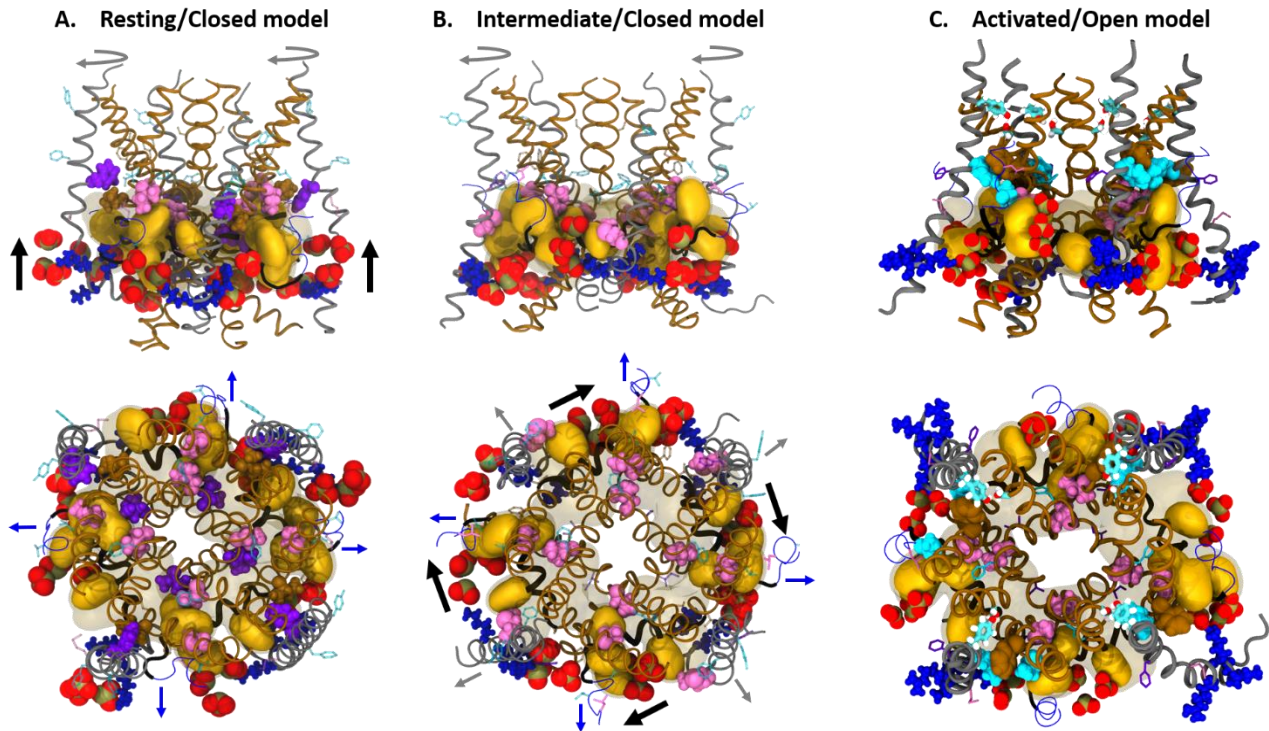 A. Resting/Closed model
B. Intermediate/Closed model
C. Activated/Open model